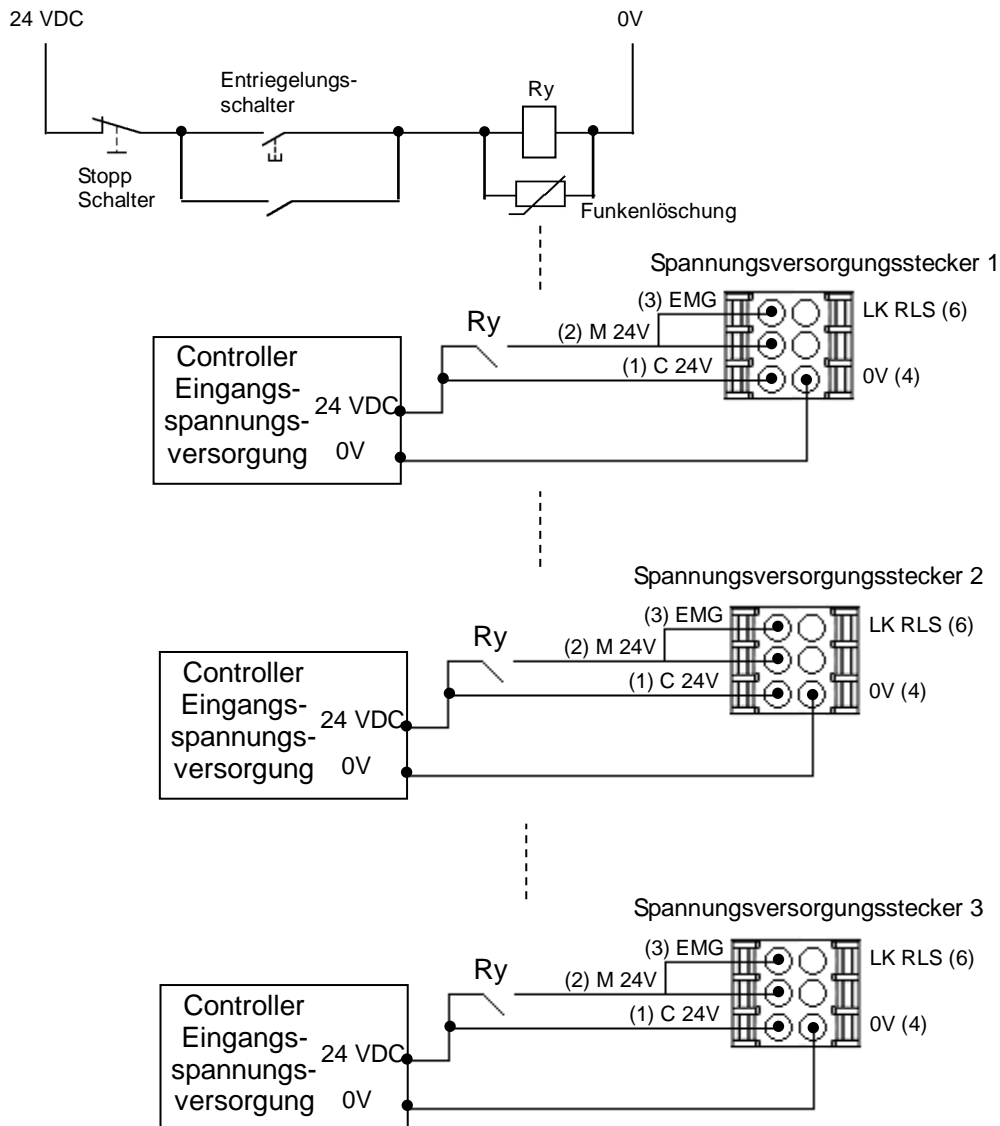 24 VDC
0V
Entriegelungs-
schalter
Ry
Stopp
Schalter
Funkenlöschung
Spannungsversorgungsstecker 1
(3) EMG
LK RLS (6)
Ry
(2) M 24V
(1) C 24V
0V (4)
Controller
Eingangs-
spannungs-
versorgung
24 VDC
0V
Spannungsversorgungsstecker 2
(3) EMG
LK RLS (6)
Ry
(2) M 24V
(1) C 24V
0V (4)
Controller
Eingangs-
spannungs-
versorgung
24 VDC
0V
Spannungsversorgungsstecker 3
(3) EMG
LK RLS (6)
Ry
(2) M 24V
(1) C 24V
0V (4)
Controller
Eingangs-
spannungs-
versorgung
24 VDC
0V